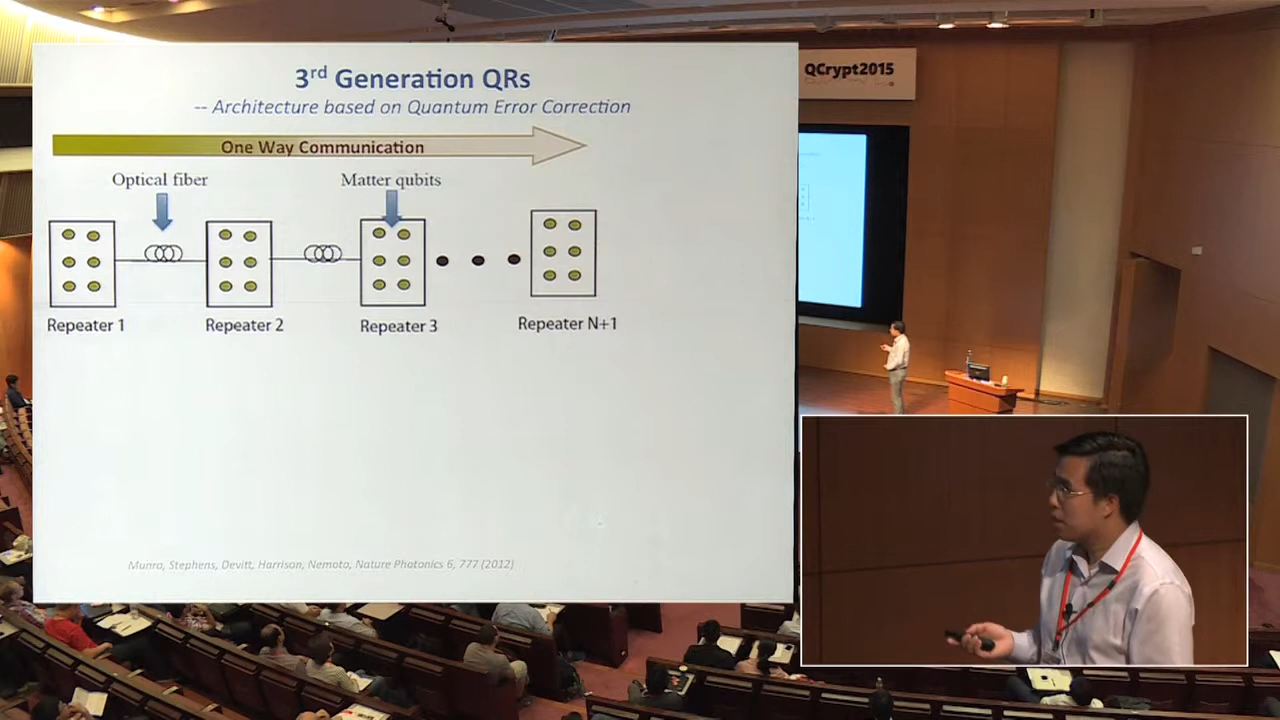 3rd Generation QRs
-- Architecture based on Quantum Error Correction
One Way Communication
Optical fiber
Matter qubits
Repeater 1
Repeater 2
Repeater 3
Repeater N+1
Munro, Stephens, Devitt, Harrison, Nemoto, Nature Photonics 6, 777 (2012)
QCrypt2015